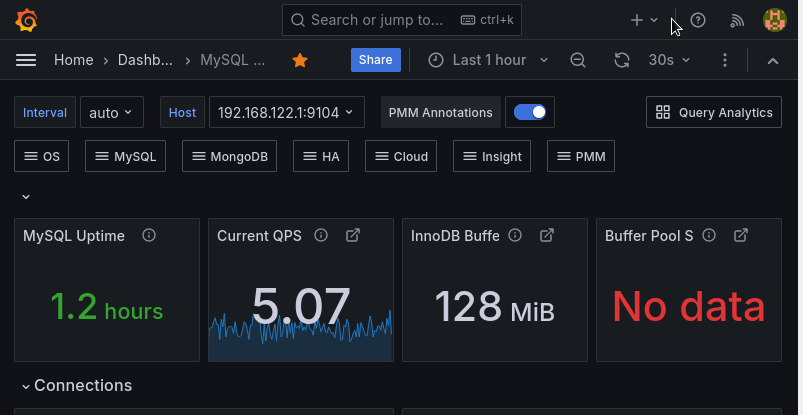 Search or jump to... ctrl+k
Home Dashb... MySQL ... Share Last 1 hour 30s
Interval auto Host 192.168.122.1:9104 PMM Annotations Query Analytics
OS MySQL MongoDB HA Cloud Insight PMM
MySQL Uptime Current QPS InnoDB Buffe Buffer Pool S
1.2 hours 5.07 128 MiB No data
Connections